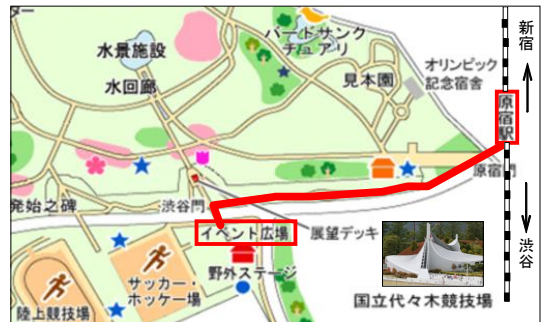 ター
バードサンク
チュアリ
水景施設
水回廊
見本園
オリンピック
記念宿舎
新宿
原宿駅
原宿門
渋谷
発始之碑
渋谷門
イベント広場
展望デッキ
野外ステージ
サッカー・
ホッケー場
陸上競技場
国立代々木競技場